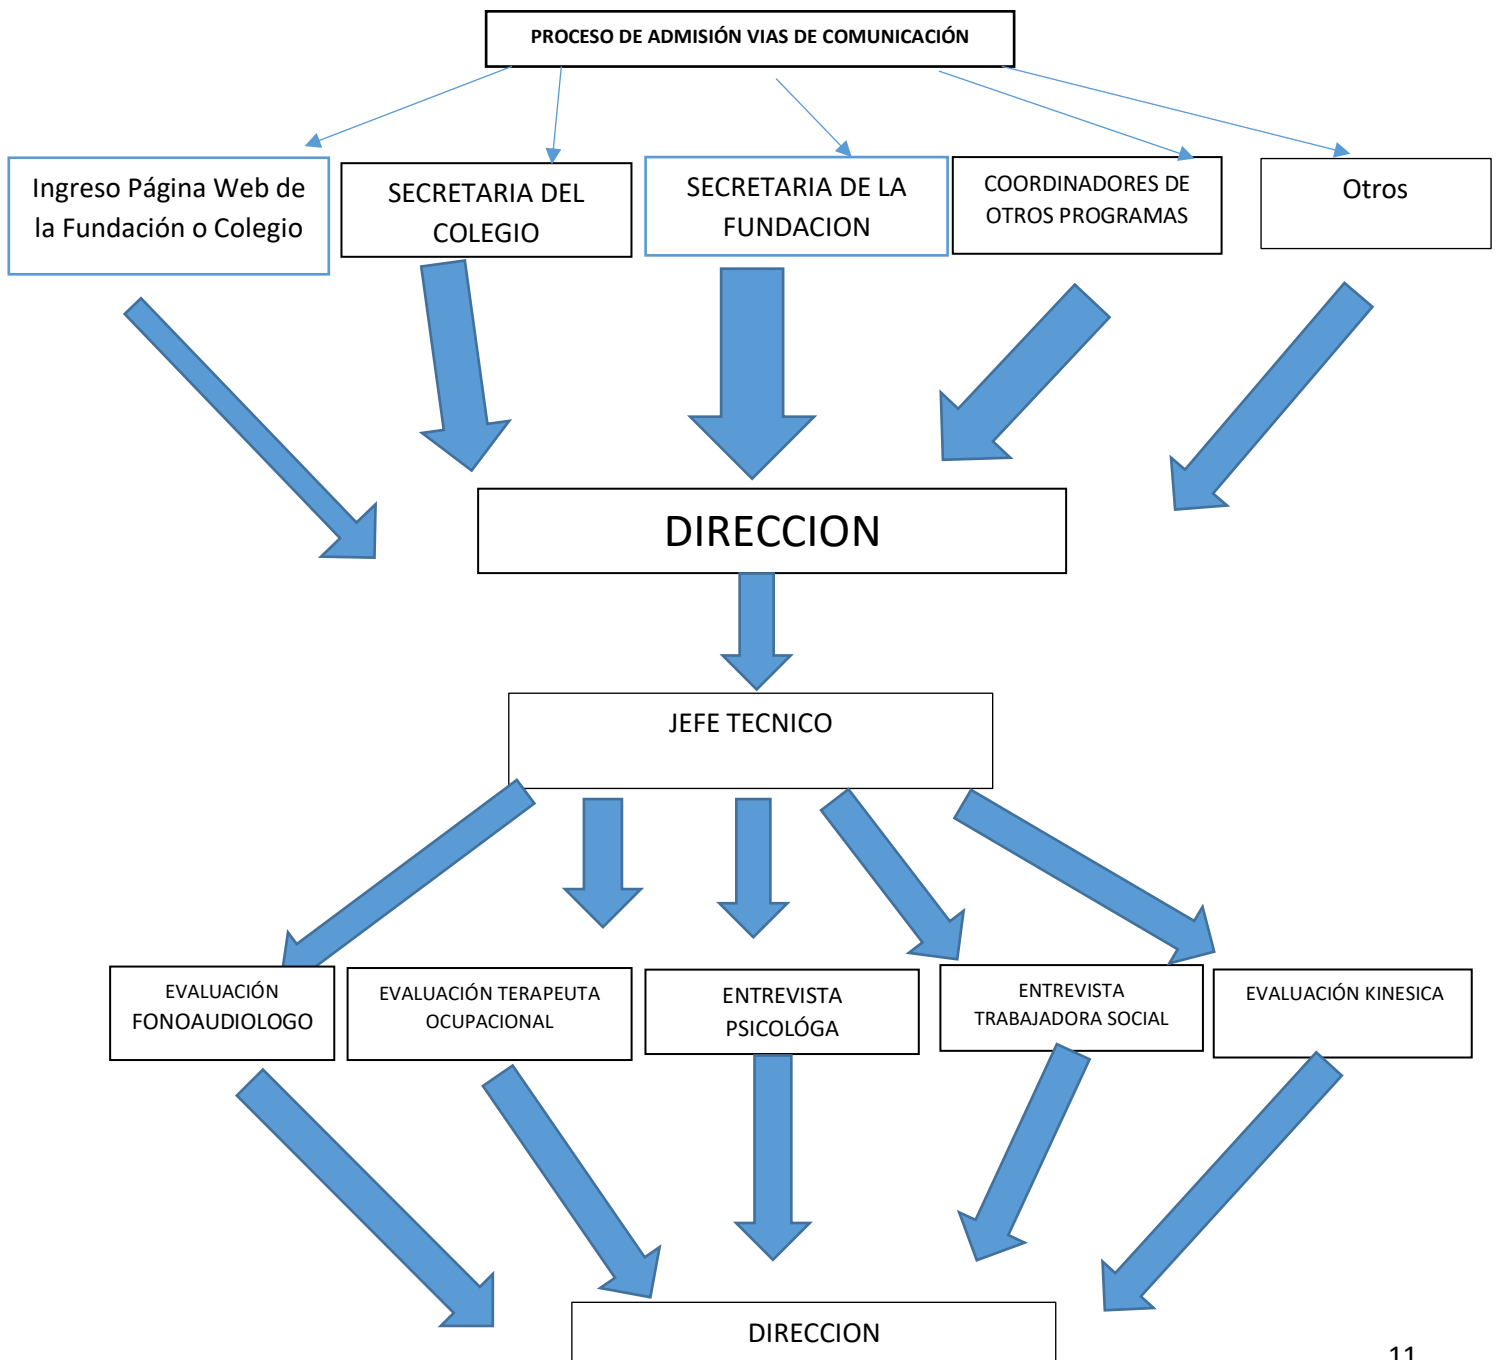 PROCESO DE ADMISIÓN VIAS DE COMUNICACIÓN
Ingreso Página Web de
la Fundación o Colegio
SECRETARIA DEL
COLEGIO
SECRETARIA DE LA
FUNDACION
COORDINADORES DE
OTROS PROGRAMAS
Otros
DIRECCION
JEFE TECNICO
EVALUACIÓN
FONOAUDIOLOGO
EVALUACIÓN TERAPEUTA
OCUPACIONAL
ENTREVISTA
PSICOLÓGA
ENTREVISTA
TRABAJADORA SOCIAL
EVALUACIÓN KINESICA
DIRECCION
11